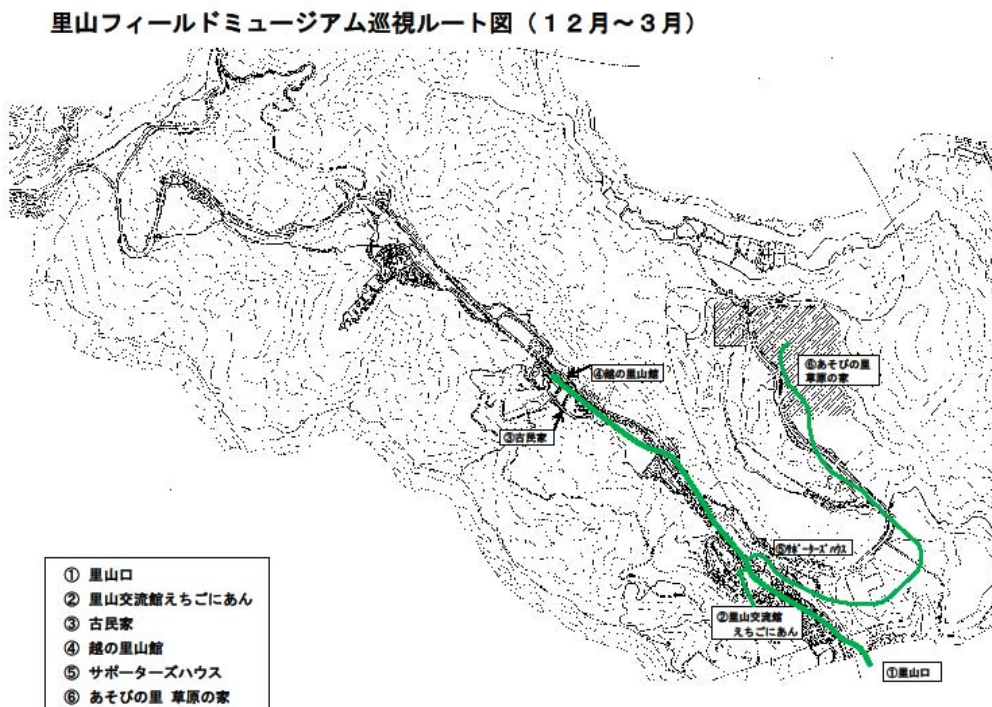 里山フィールドミュージアム巡視ルート図（１２月～３月）
④越の里山館
⑥あそびの里
草原の家
③古民家
⑤ｻﾎﾟｰﾀｰｽﾞﾊｳｽ
②里山交流館
えちごにあん
①里山口
① 里山口
② 里山交流館えちごにあん
③ 古民家
④ 越の里山館
⑤ サポーターズハウス
⑥ あそびの里 草原の家